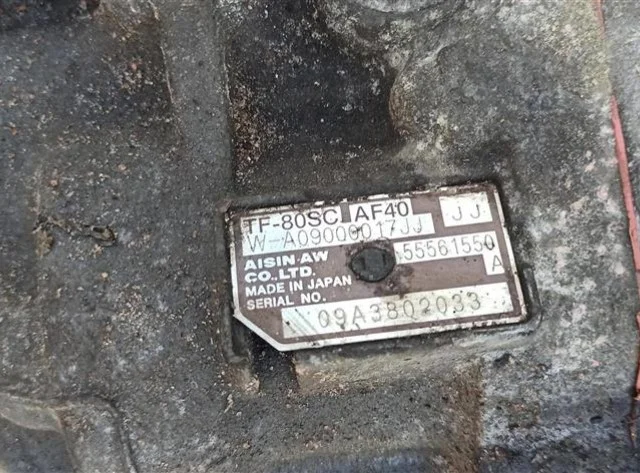 TF-80SC AF40 JJ
W-A09000017JJ
AISIN AW 55561550
CO.,LTD. A
MADE IN JAPAN
SERIAL NO.
09A3802033